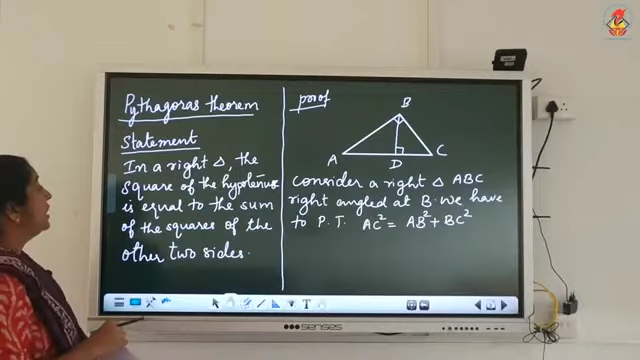 Pythagoras theorem
Statement
In a right △, the
square of the hypotenuse
is equal to the sum
of the squares of the
other two sides.
proof
B
A
D
C
Consider a right △ ABC
right angled at B. We have
to P.T. AC² = AB² + BC²
senses